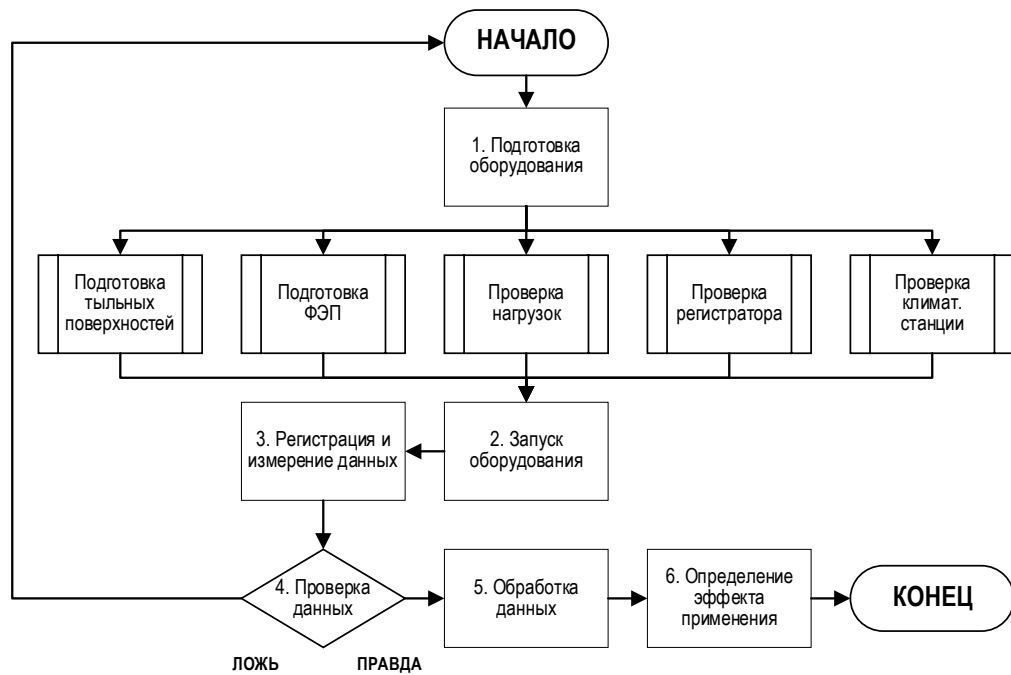 НАЧАЛО
1. Подготовка
оборудования
Подготовка
тыльных
поверхностей
Подготовка
ФЭП
Проверка
нагрузок
Проверка
регистратора
Проверка
климат.
станции
3. Регистрация и
измерение данных
2. Запуск
оборудования
4. Проверка
данных
5. Обработка
данных
6. Определение
эффекта
применения
КОНЕЦ
ЛОЖЬ
ПРАВДА